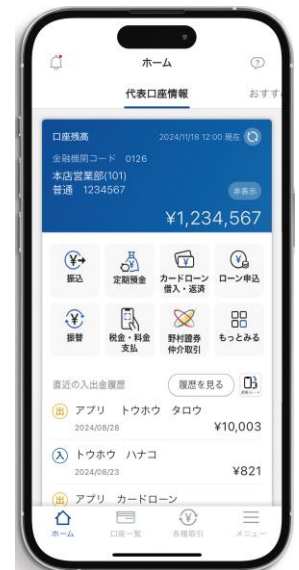 ホーム
代表口座情報 おすす
口座残高 2024/11/18 12:00 現在
金融機関コード 0126
本店営業部(101)
普通 1234567 非表示
¥1,234,567
振込 定期預金 カードローン 借入・返済 ローン申込
振替 税金・料金 支払 野村證券 仲介取引 もっとみる
直近の入出金履歴 履歴を見る
出 アプリ トウホウ タロウ
2024/08/28 ¥10,003
入 トウホウ ハナコ
2024/08/23 ¥821
出 アプリ カードローン
ホーム 口座一覧 各種取引 メニュー